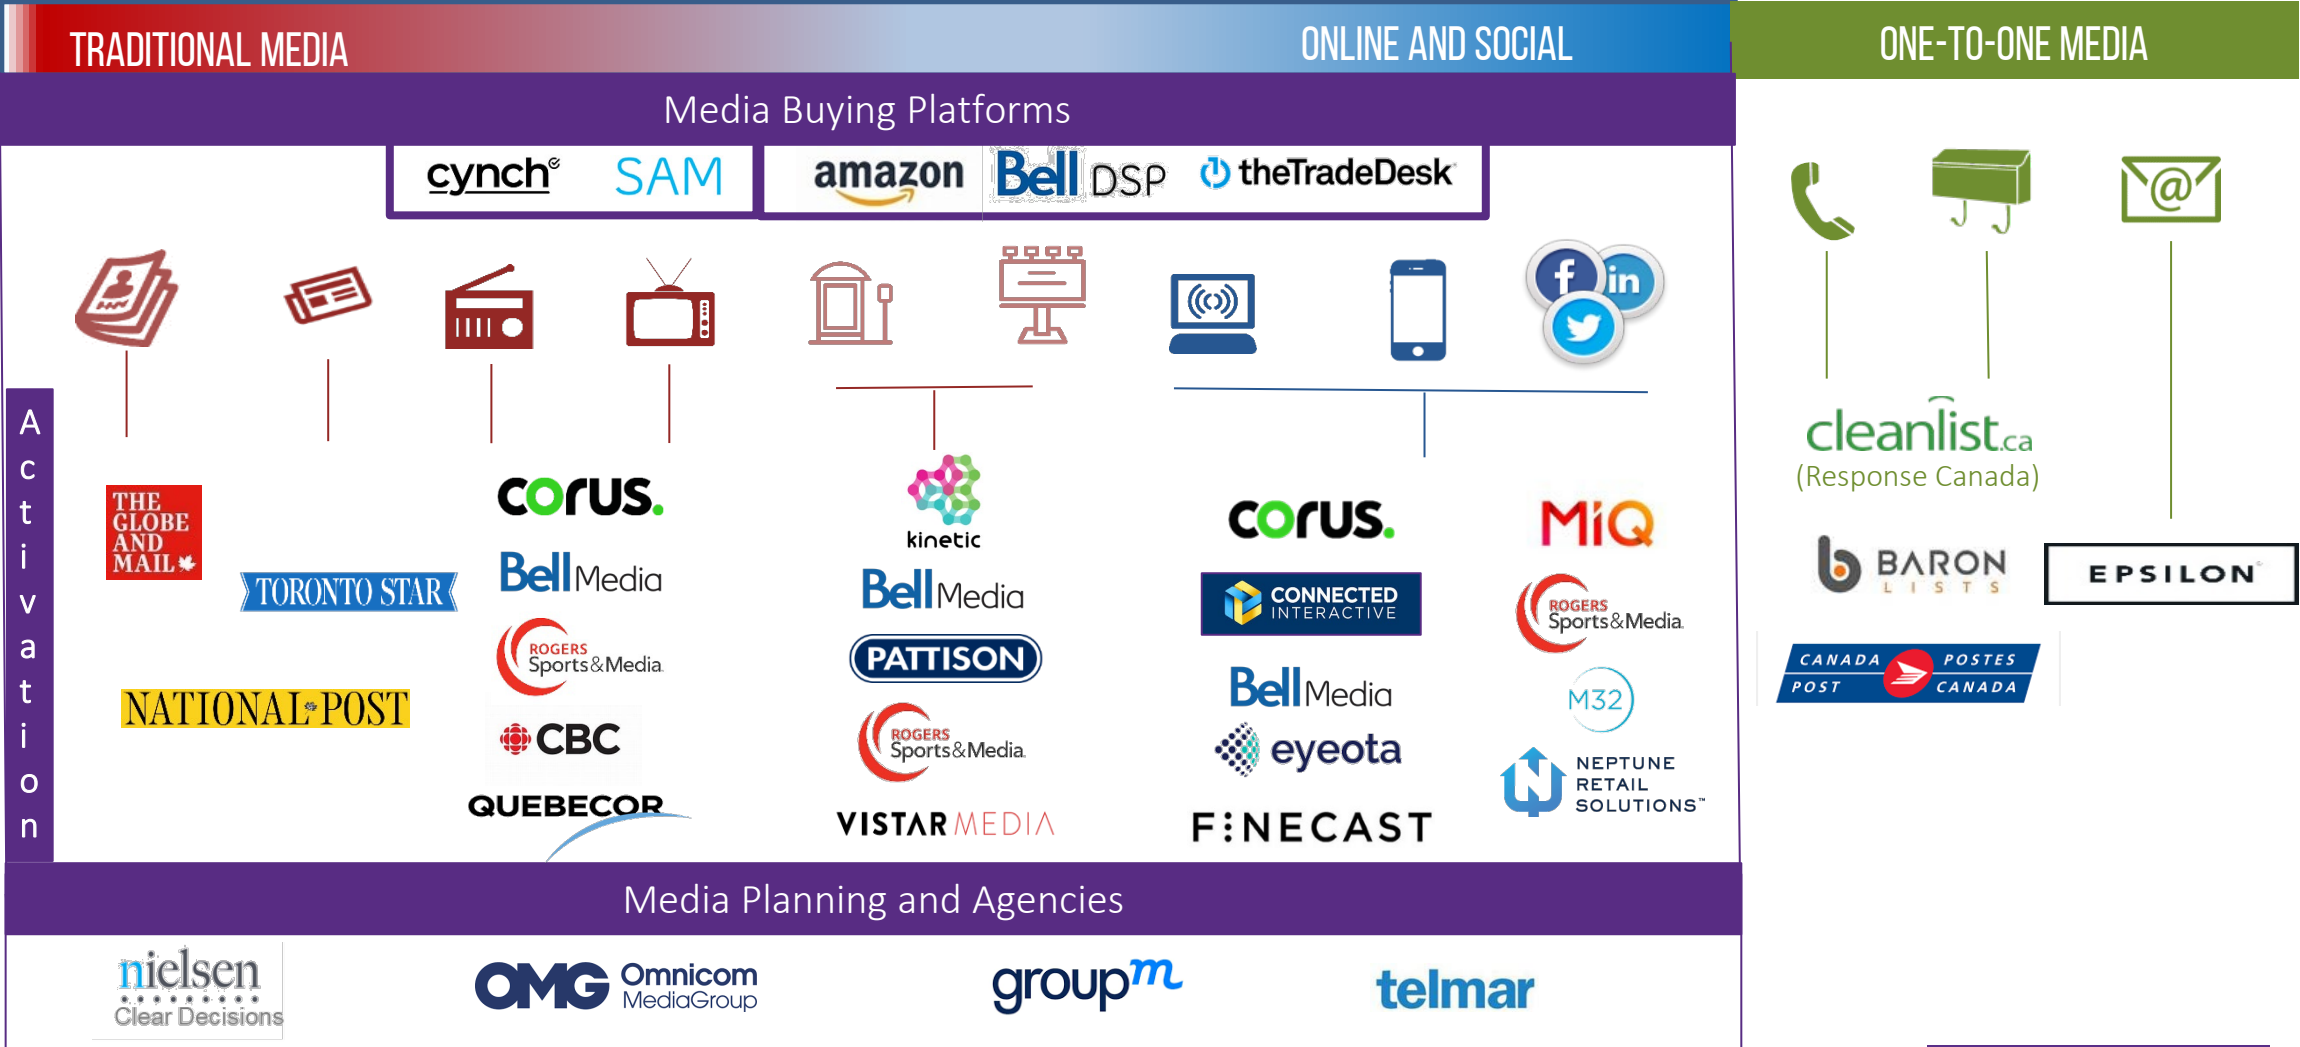 TRADITIONAL MEDIA
ONLINE AND SOCIAL
ONE-TO-ONE MEDIA
Media Buying Platforms
cynch
SAM
amazon
Bell DSP
theTradeDesk
@
f
in
Activation
THE
GLOBE
AND
MAIL
TORONTO STAR
NATIONAL POST
corus.
Bell Media
ROGERS
Sports&Media
CBC
QUEBECOR
kinetic
Bell Media
PATTISON
ROGERS
Sports&Media
VISTAR MEDIA
corus.
CONNECTED
INTERACTIVE
Bell Media
eyeota
FINECAST
MiQ
ROGERS
Sports&Media
M32
NEPTUNE
RETAIL
SOLUTIONS™
cleanlist.ca
(Response Canada)
BARON
LISTS
EPSILON
CANADA POSTES
POST CANADA
Media Planning and Agencies
nielsen
Clear Decisions
OMG Omnicom
MediaGroup
groupm
telmar